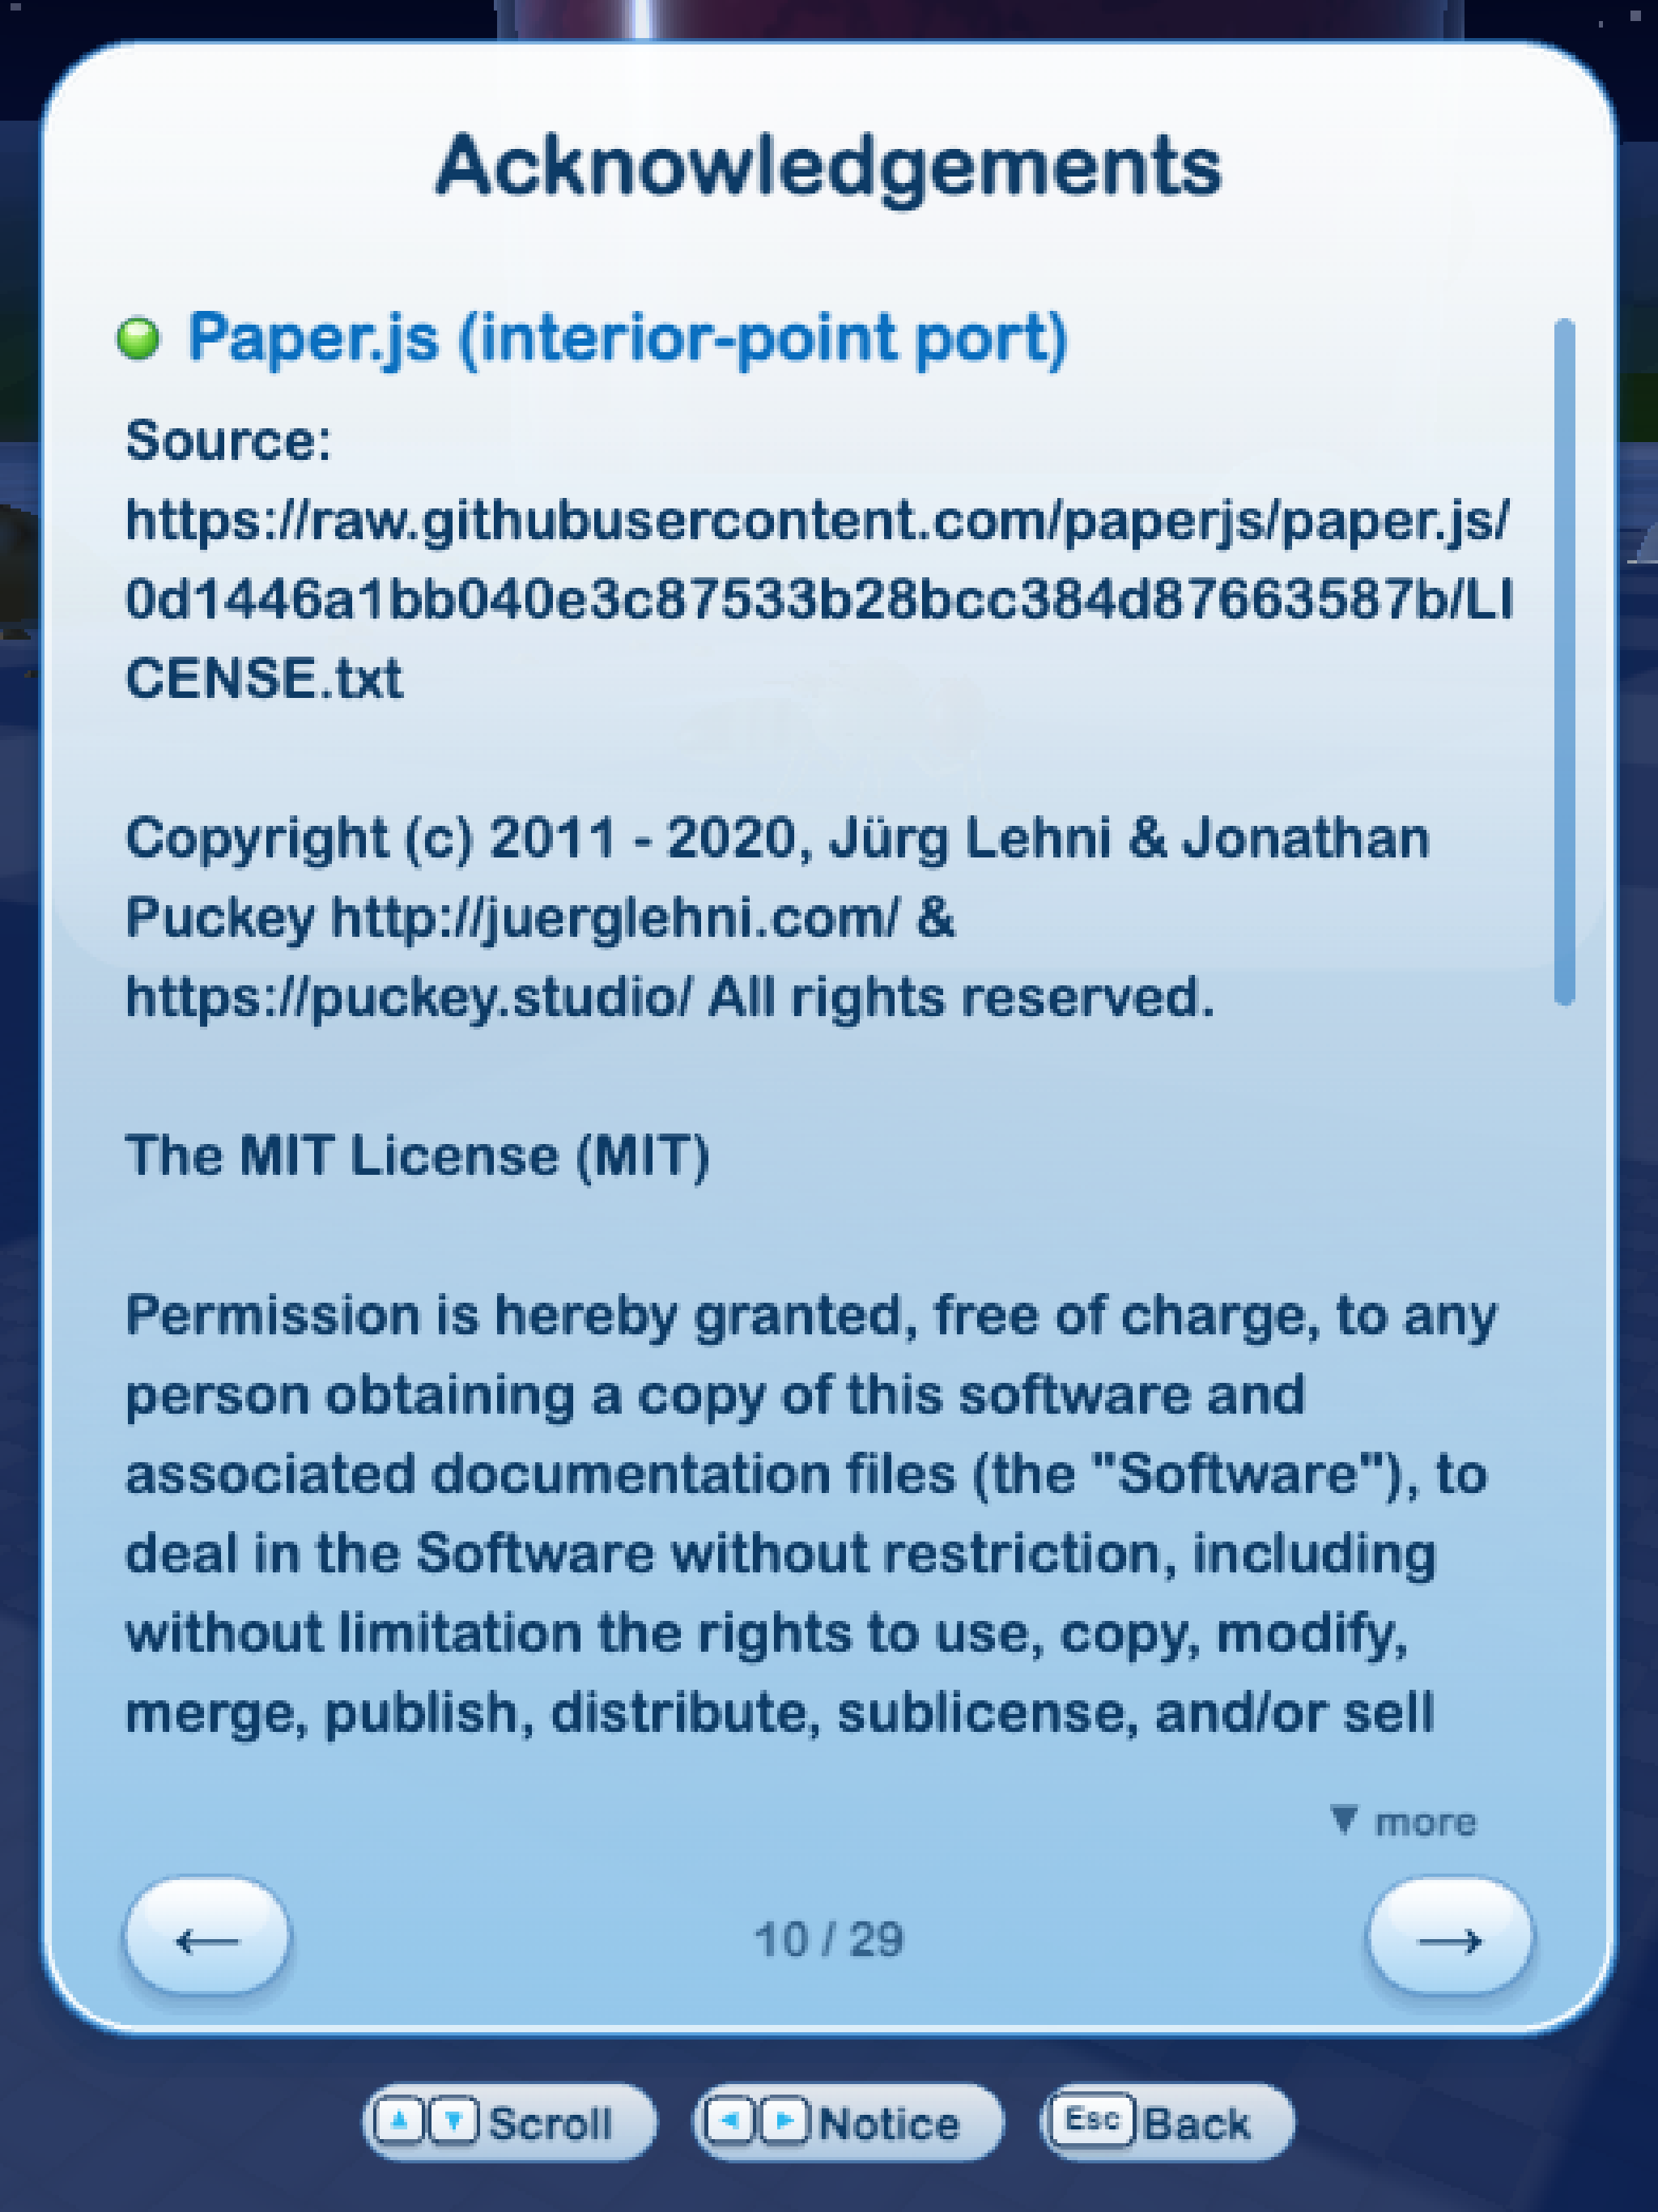 Acknowledgements
Paper.js (interior-point port)
Source:
https://raw.githubusercontent.com/paperjs/paper.js/
0d1446a1bb040e3c87533b28bcc384d87663587b/LI
CENSE.txt
Copyright (c) 2011 - 2020, Jürg Lehni & Jonathan
Puckey http://juerglehni.com/ &
https://puckey.studio/ All rights reserved.
The MIT License (MIT)
Permission is hereby granted, free of charge, to any
person obtaining a copy of this software and
associated documentation files (the "Software"), to
deal in the Software without restriction, including
without limitation the rights to use, copy, modify,
merge, publish, distribute, sublicense, and/or sell
▼ more
← 10 / 29 →
▲ ▼ Scroll ◄ ► Notice Esc Back